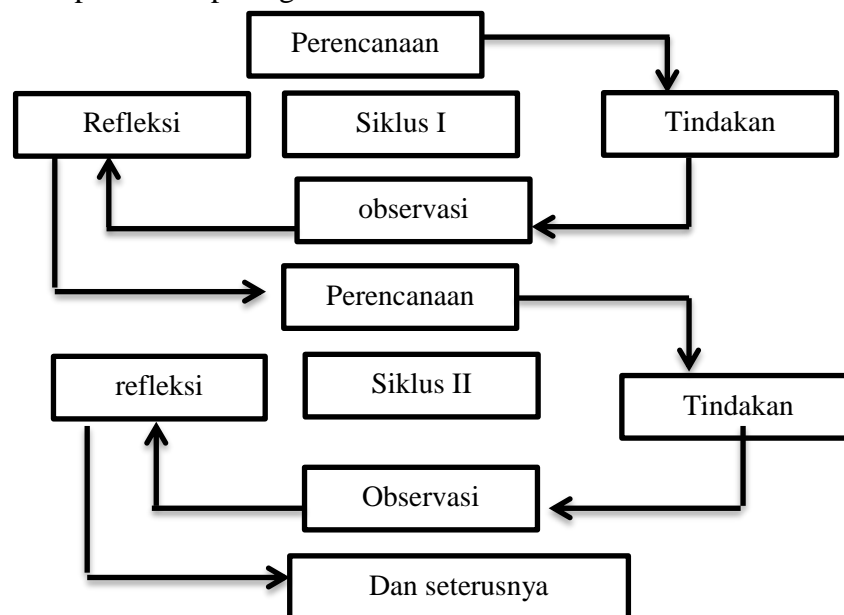 Perencanaan
Refleksi
Siklus I
Tindakan
observasi
Perencanaan
refleksi
Siklus II
Tindakan
Observasi
Dan seterusnya